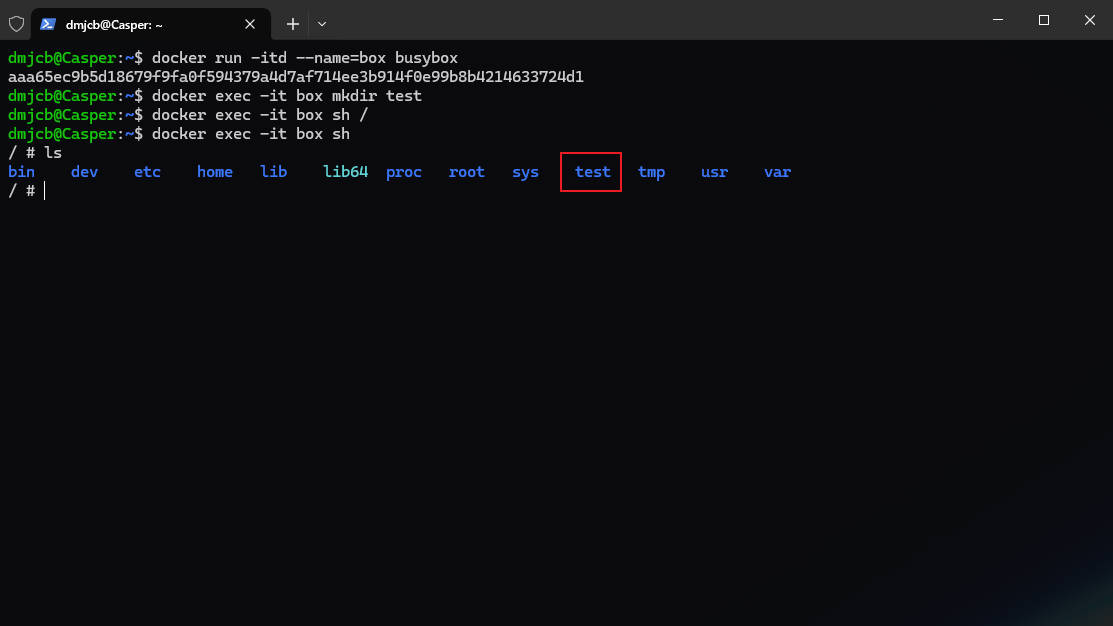 dmjcb@Casper: ~
dmjcb@Casper:~$ docker run -itd --name=box busybox
aaa65ec9b5d18679f9fa0f594379a4d7af714ee3b914f0e99b8b4214633724d1
dmjcb@Casper:~$ docker exec -it box mkdir test
dmjcb@Casper:~$ docker exec -it box sh /
dmjcb@Casper:~$ docker exec -it box sh
/ # ls
bin dev etc home lib lib64 proc root sys test tmp usr var
/ #